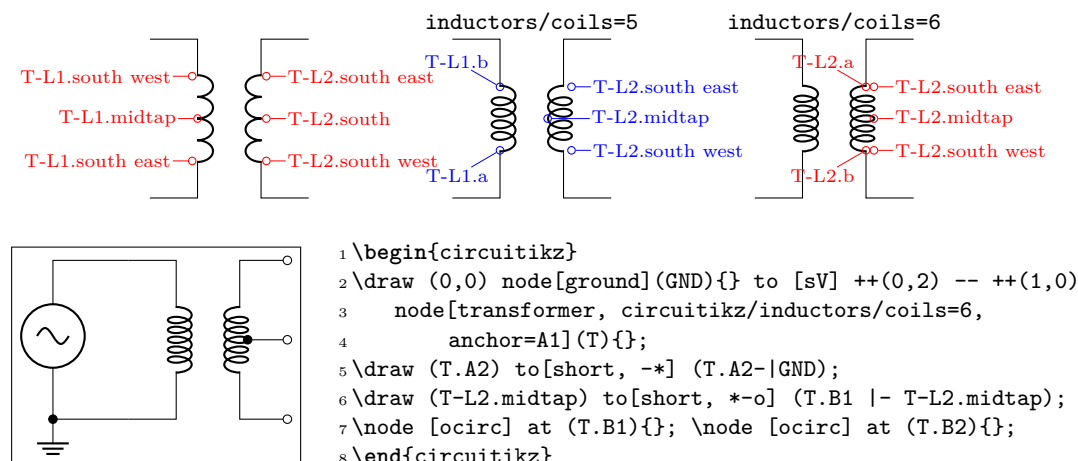 inductors/coils=5
inductors/coils=6
T-L1.south west
T-L1.midtap
T-L1.south east
T-L2.south east
T-L2.south
T-L2.south west
T-L1.b
T-L1.a
T-L2.south east
T-L2.midtap
T-L2.south west
T-L2.a
T-L2.b
T-L2.south east
T-L2.midtap
T-L2.south west
1 \begin{circuitikz}
2 \draw (0,0) node[ground](GND){} to [sV] ++(0,2) -- ++(1,0)
3 node[transformer, circuitikz/inductors/coils=6,
4 anchor=A1](T){};
5 \draw (T.A2) to[short, -*] (T.A2-|GND);
6 \draw (T-L2.midtap) to[short, *-o] (T.B1 |- T-L2.midtap);
7 \node [ocirc] at (T.B1){}; \node [ocirc] at (T.B2){};
8 \end{circuitikz}